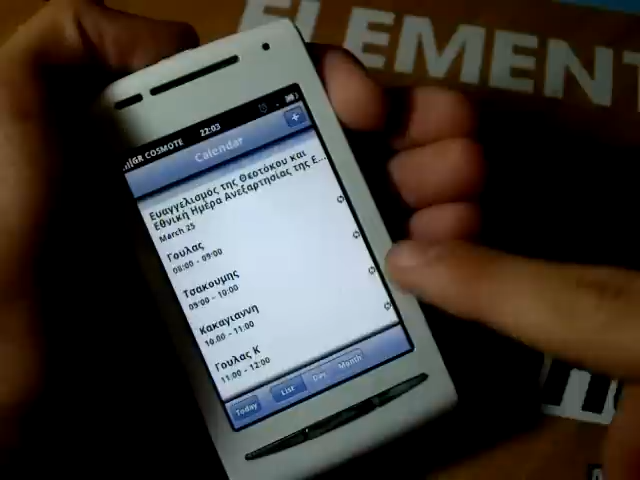 ELEMENT
GR COSMOTE 22:03
Calendar
+
Ευαγγελισμός της Θεοτόκου και
Εθνική Ημέρα Ανεξαρτησίας της Ε...
March 25
Γουλας
08:00 - 09:00
Τσακουμης
09:00 - 10:00
Κακαγιαννη
10:00 - 11:00
Γουλας Κ
11:00 - 12:00
Today List Day Month